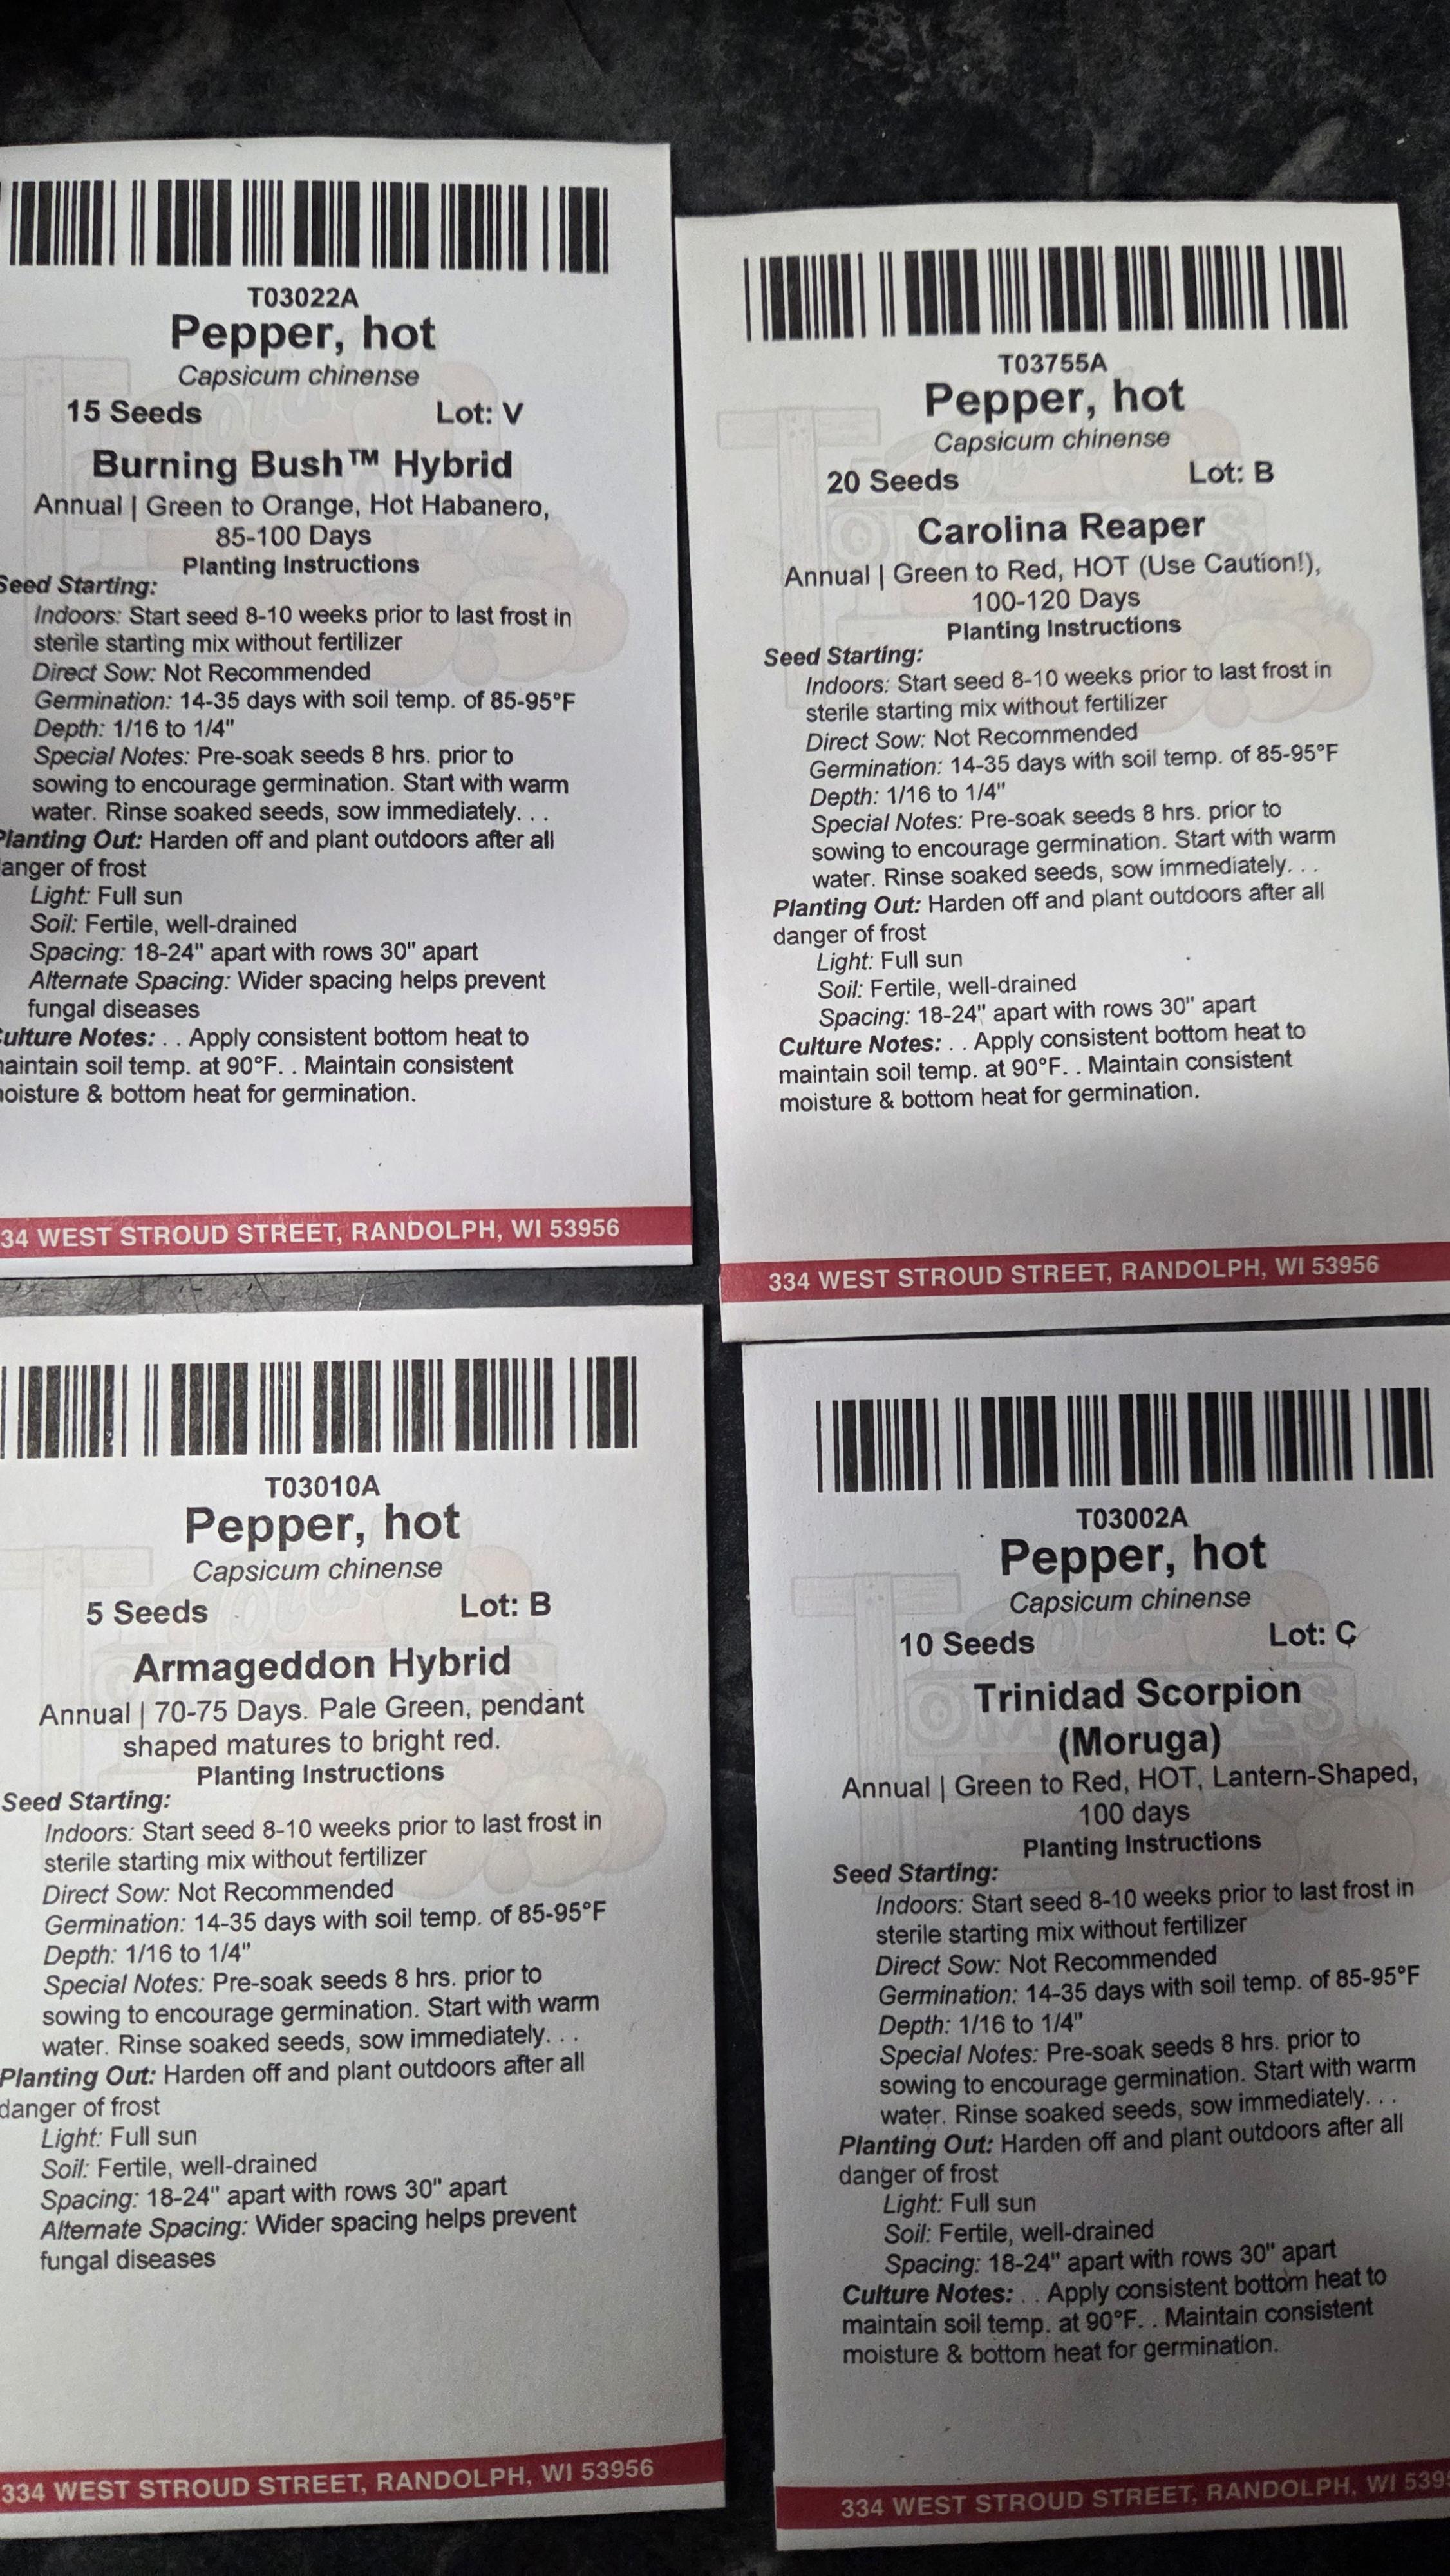 T03022A
Pepper, hot
Capsicum chinense
15 Seeds Lot: V
Burning Bush™ Hybrid
Annual | Green to Orange, Hot Habanero,
85-100 Days
Planting Instructions
Seed Starting:
Indoors: Start seed 8-10 weeks prior to last frost in
sterile starting mix without fertilizer
Direct Sow: Not Recommended
Germination: 14-35 days with soil temp. of 85-95°F
Depth: 1/16 to 1/4"
Special Notes: Pre-soak seeds 8 hrs. prior to
sowing to encourage germination. Start with warm
water. Rinse soaked seeds, sow immediately. . .
Planting Out: Harden off and plant outdoors after all
anger of frost
Light: Full sun
Soil: Fertile, well-drained
Spacing: 18-24" apart with rows 30" apart
Alternate Spacing: Wider spacing helps prevent
fungal diseases
ulture Notes: . . Apply consistent bottom heat to
aintain soil temp. at 90°F. . Maintain consistent
oisture & bottom heat for germination.
34 WEST STROUD STREET, RANDOLPH, WI 53956
T03755A
Pepper, hot
Capsicum chinense
20 Seeds Lot: B
Carolina Reaper
Annual | Green to Red, HOT (Use Caution!),
100-120 Days
Planting Instructions
Seed Starting:
Indoors: Start seed 8-10 weeks prior to last frost in
sterile starting mix without fertilizer
Direct Sow: Not Recommended
Germination: 14-35 days with soil temp. of 85-95°F
Depth: 1/16 to 1/4"
Special Notes: Pre-soak seeds 8 hrs. prior to
sowing to encourage germination. Start with warm
water. Rinse soaked seeds, sow immediately. . .
Planting Out: Harden off and plant outdoors after all
danger of frost
Light: Full sun
Soil: Fertile, well-drained
Spacing: 18-24" apart with rows 30" apart
Culture Notes: . . Apply consistent bottom heat to
maintain soil temp. at 90°F. . Maintain consistent
moisture & bottom heat for germination.
334 WEST STROUD STREET, RANDOLPH, WI 53956
T03010A
Pepper, hot
Capsicum chinense
5 Seeds Lot: B
Armageddon Hybrid
Annual | 70-75 Days. Pale Green, pendant
shaped matures to bright red.
Planting Instructions
Seed Starting:
Indoors: Start seed 8-10 weeks prior to last frost in
sterile starting mix without fertilizer
Direct Sow: Not Recommended
Germination: 14-35 days with soil temp. of 85-95°F
Depth: 1/16 to 1/4"
Special Notes: Pre-soak seeds 8 hrs. prior to
sowing to encourage germination. Start with warm
water. Rinse soaked seeds, sow immediately. . .
Planting Out: Harden off and plant outdoors after all
danger of frost
Light: Full sun
Soil: Fertile, well-drained
Spacing: 18-24" apart with rows 30" apart
Alternate Spacing: Wider spacing helps prevent
fungal diseases
334 WEST STROUD STREET, RANDOLPH, WI 53956
T03002A
Pepper, hot
Capsicum chinense
10 Seeds Lot: C
Trinidad Scorpion
(Moruga)
Annual | Green to Red, HOT, Lantern-Shaped,
100 days
Planting Instructions
Seed Starting:
Indoors: Start seed 8-10 weeks prior to last frost in
sterile starting mix without fertilizer
Direct Sow: Not Recommended
Germination: 14-35 days with soil temp. of 85-95°F
Depth: 1/16 to 1/4"
Special Notes: Pre-soak seeds 8 hrs. prior to
sowing to encourage germination. Start with warm
water. Rinse soaked seeds, sow immediately. . .
Planting Out: Harden off and plant outdoors after all
danger of frost
Light: Full sun
Soil: Fertile, well-drained
Spacing: 18-24" apart with rows 30" apart
Culture Notes: . . Apply consistent bottom heat to
maintain soil temp. at 90°F. . Maintain consistent
moisture & bottom heat for germination.
334 WEST STROUD STREET, RANDOLPH, WI 539